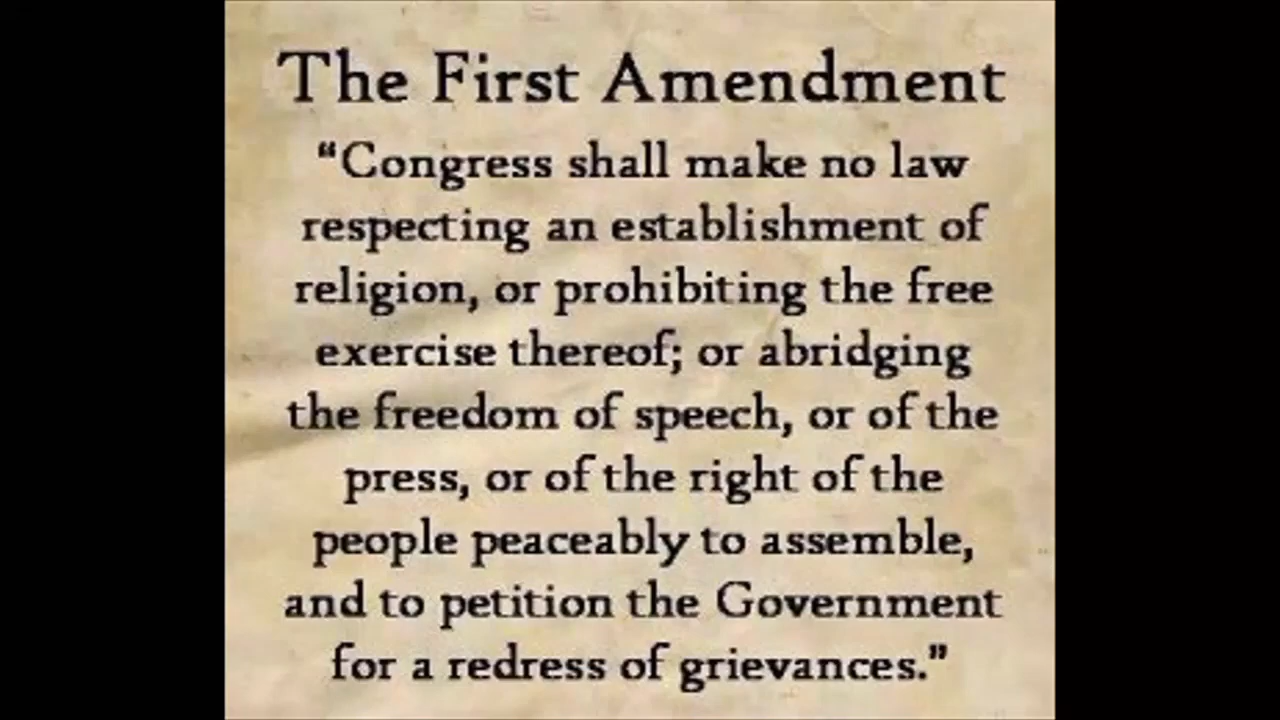 The First Amendment
“Congress shall make no law
respecting an establishment of
religion, or prohibiting the free
exercise thereof; or abridging
the freedom of speech, or of the
press, or of the right of the
people peaceably to assemble,
and to petition the Government
for a redress of grievances.”